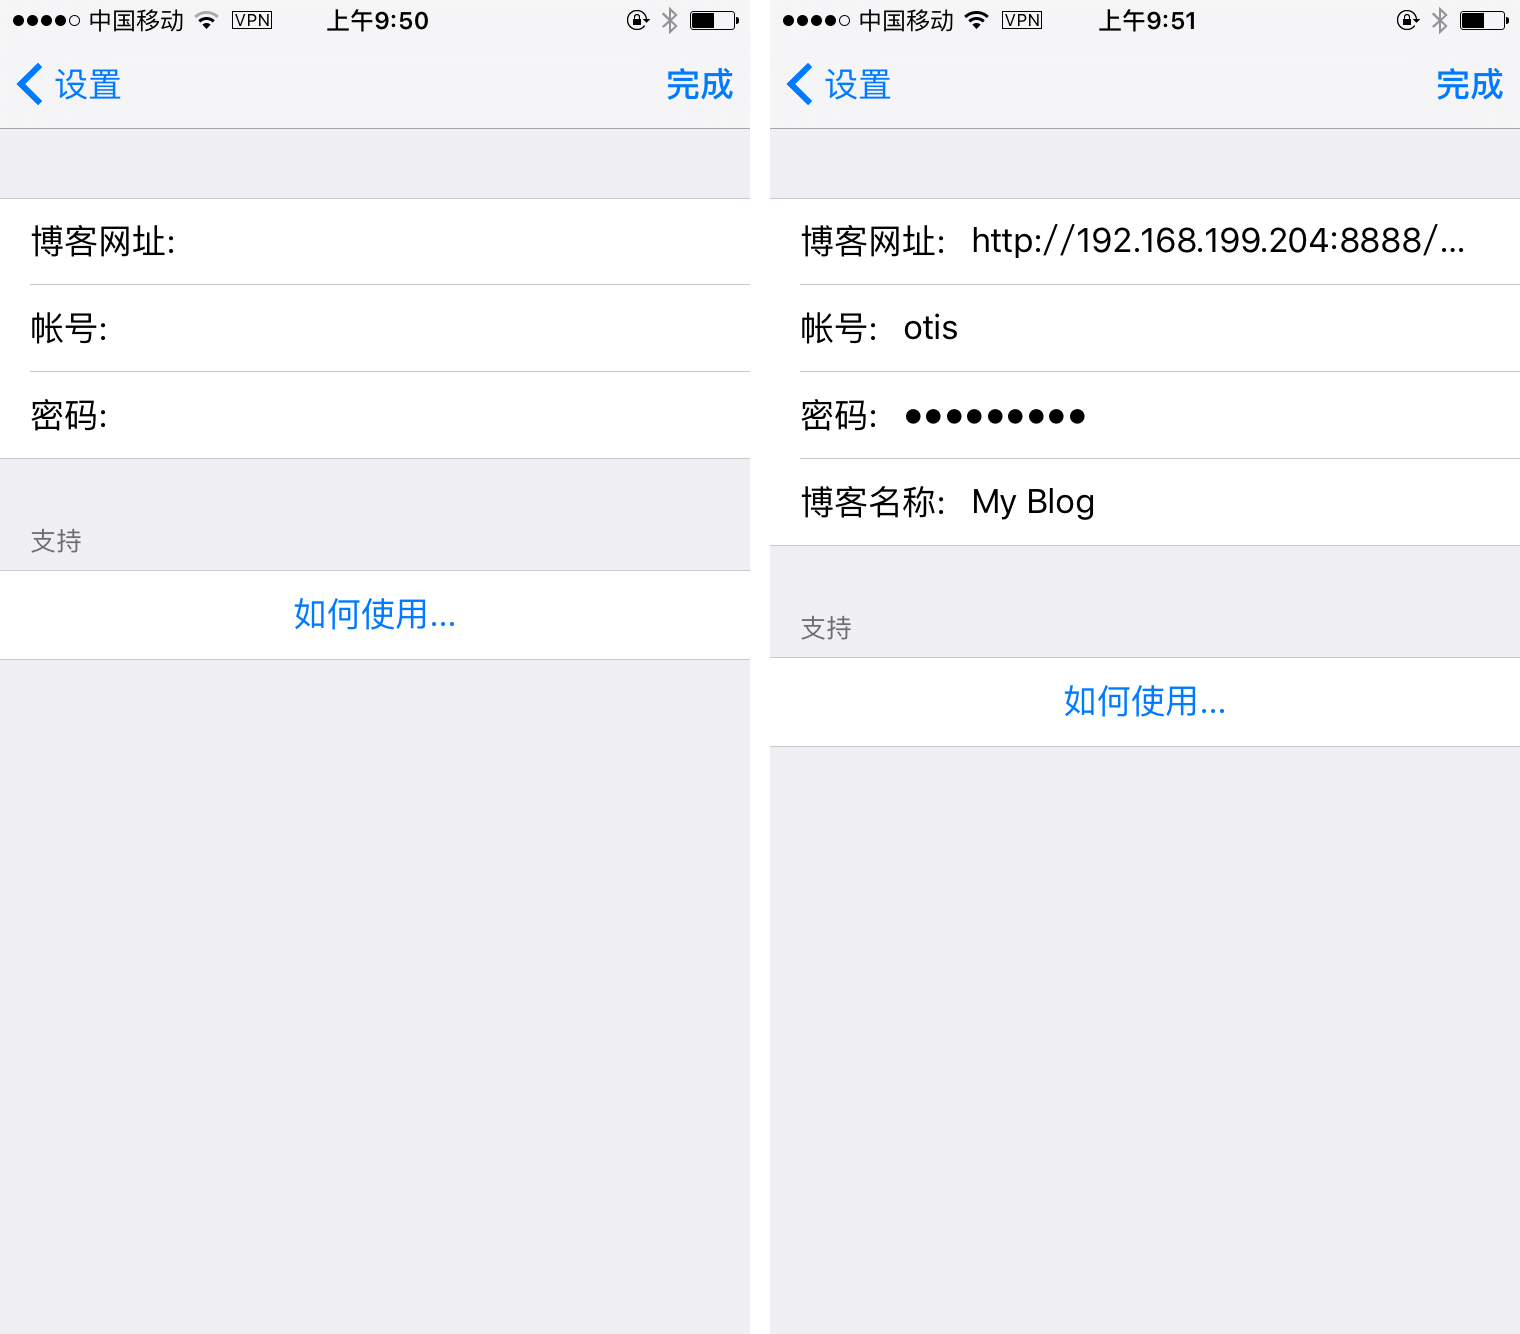 中国移动 VPN 上午9:50
设置 完成
博客网址:
帐号:
密码:
支持
如何使用...
中国移动 VPN 上午9:51
设置 完成
博客网址: http://192.168.199.204:8888/...
帐号: otis
密码: ●●●●●●●●●
博客名称: My Blog
支持
如何使用...